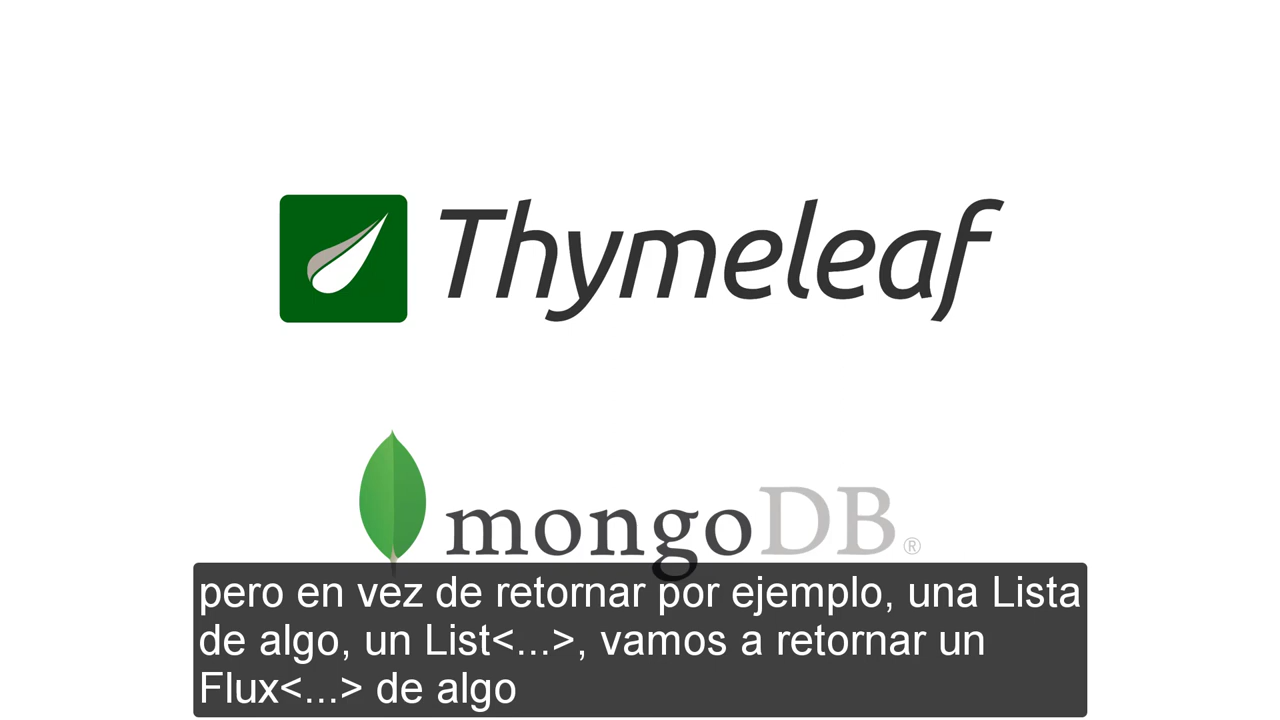 Thymeleaf
mongoDB®
pero en vez de retornar por ejemplo, una Lista
de algo, un List<...>, vamos a retornar un
Flux<...> de algo